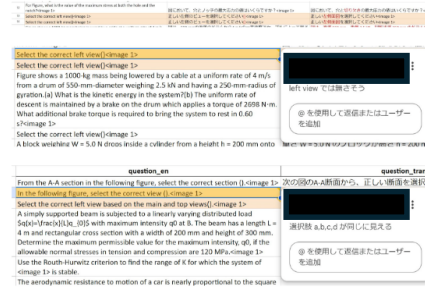 Select the correct left view()<image 1>
Select the correct left view()<image 1>
Figure shows a 1000-kg mass being lowered by a cable at a uniform rate of 4 m/s
from a drum of 550-mm-diameter weighing 2.5 kN and having a 250-mm-radius of
gyration.(a) What is the kinetic energy in the system?(b) The uniform rate of
descent is maintained by a brake on the drum which applies a torque of 2698 N·m.
What additional brake torque is required to bring the system to rest in 0.60
s?<image 1>
Select the correct left view()<image 1>
A block weighing W = 5.0 N drops inside a cylinder from a height h = 200 mm onto
left view では無さそう
@ を使用して返信またはユーザー
を追加
question_en
question_tran
From the A-A section in the following figure, select the correct section ().<image 1>
次の図のA-A断面から、正しい断面を選択
In the following figure, select the correct view ().<image 1>
Select the correct left view based on the main and top views().<image 1>
A simply supported beam is subjected to a linearly varying distributed load
$q(x)=\frac{x}{L}q_{0}$ with maximum intensity q0 at B. The beam has a length L =
4 m and rectangular cross section with a width of 200 mm and height of 300 mm.
Determine the maximum permissible value for the maximum intensity, q0, if the
allowable normal stresses in tension and compression are 120 MPa.<image 1>
Use the Routh-Hurwitz criterion to find the range of K for which the system of
<image 1> is stable.
The aerodynamic resistance to motion of a car is nearly proportional to the square
選択肢 a,b,c,d が同じに見える
@ を使用して返信またはユーザー
を追加